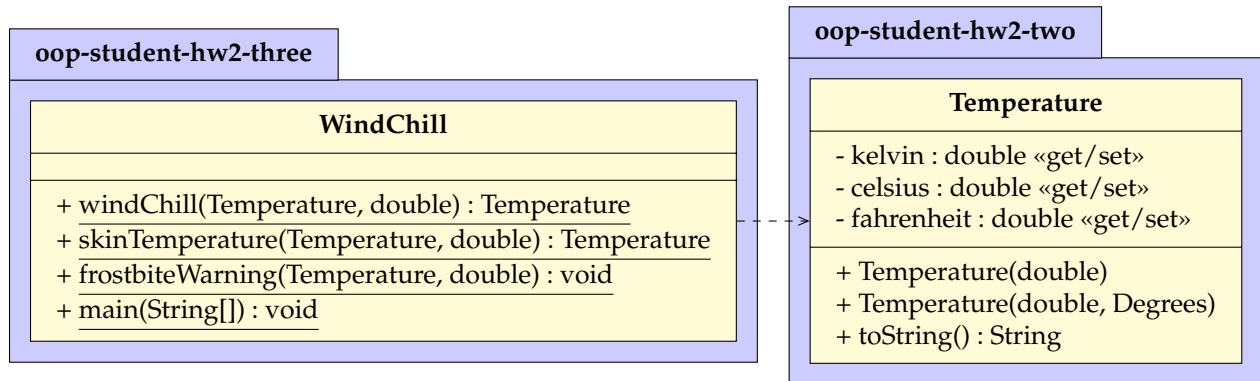 oop-student-hw2-three
WindChill
+ windChill(Temperature, double) : Temperature
+ skinTemperature(Temperature, double) : Temperature
+ frostbiteWarning(Temperature, double) : void
+ main(String[]) : void
oop-student-hw2-two
Temperature
- kelvin : double «get/set»
- celsius : double «get/set»
- fahrenheit : double «get/set»
+ Temperature(double)
+ Temperature(double, Degrees)
+ toString() : String